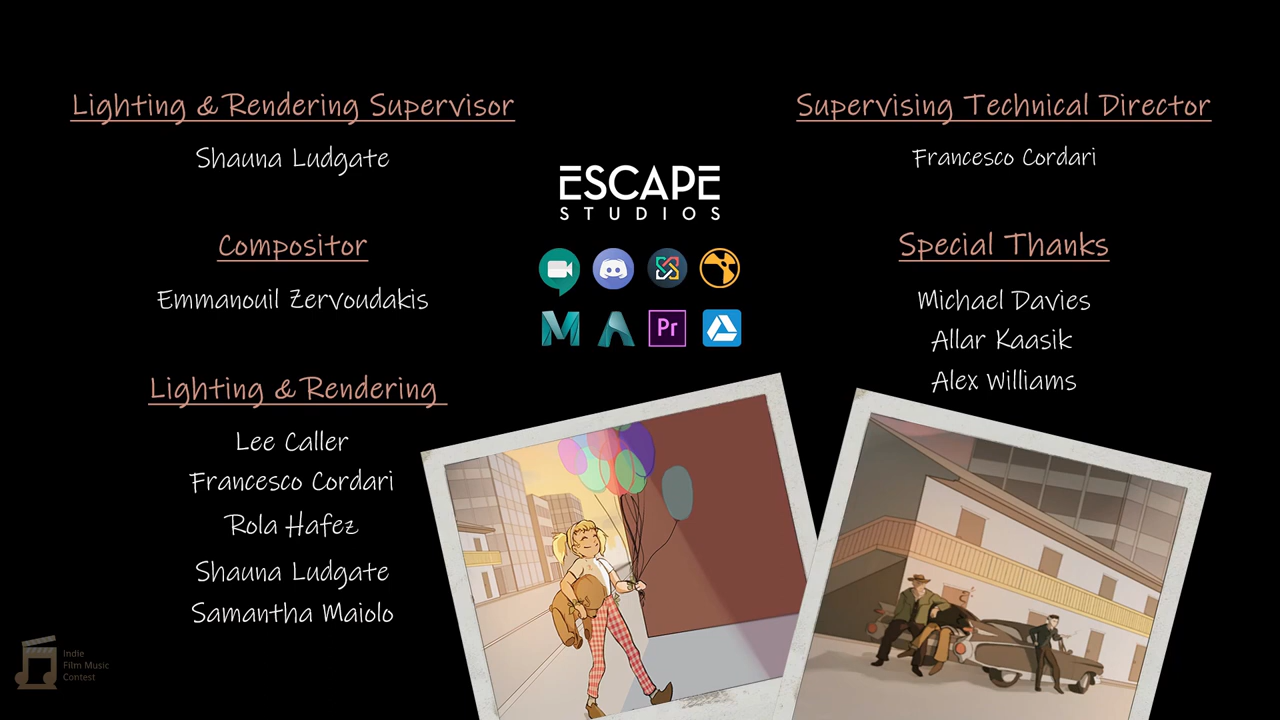 Lighting & Rendering Supervisor
Shauna Ludgate
Compositor
Emmanouil Zervoudakis
Lighting & Rendering
Lee Caller
Francesco Cordari
Rola Hafez
Shauna Ludgate
Samantha Maiolo
ESCAPE
STUDIOS
Pr
Supervising Technical Director
Francesco Cordari
Special Thanks
Michael Davies
Allar Kaasik
Alex Williams
Indie
Film Music
Contest